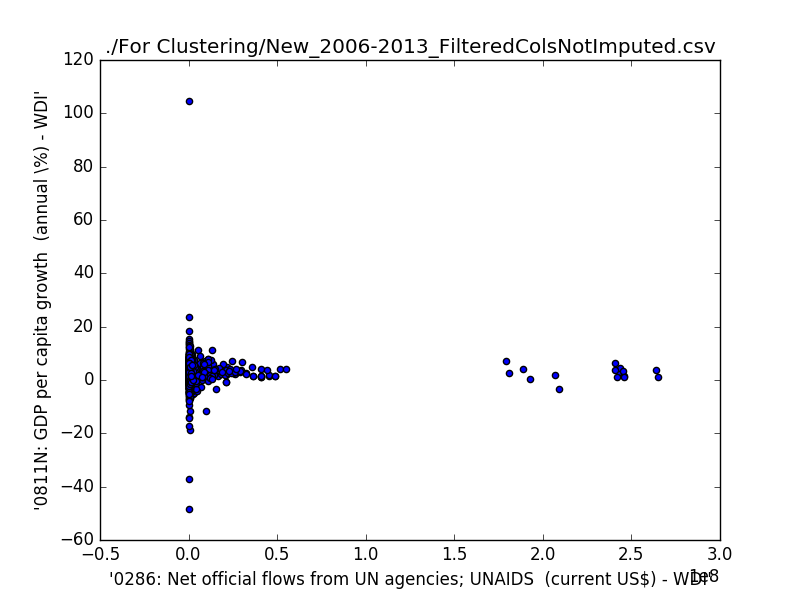 ./For Clustering/New_2006-2013_FilteredColsNotImputed.csv
120
100
80
60
40
20
0
−20
−40
−60
'0811N: GDP per capita growth (annual \%) - WDI'
−0.5 0.0 0.5 1.0 1.5 2.0 2.5 3.0
1e8
'0286: Net official flows from UN agencies; UNAIDS (current US$) - WDI'